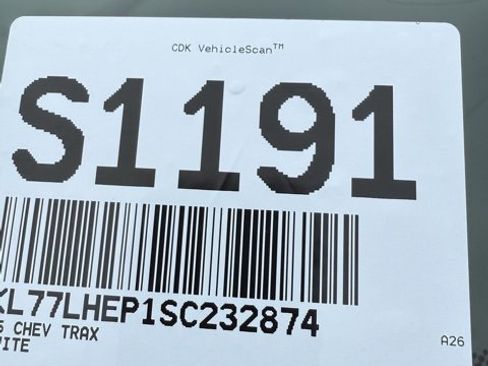 CDK VehicleScan™
S1191
KL77LHEP1SC232874
5 CHEV TRAX
ITE
A26